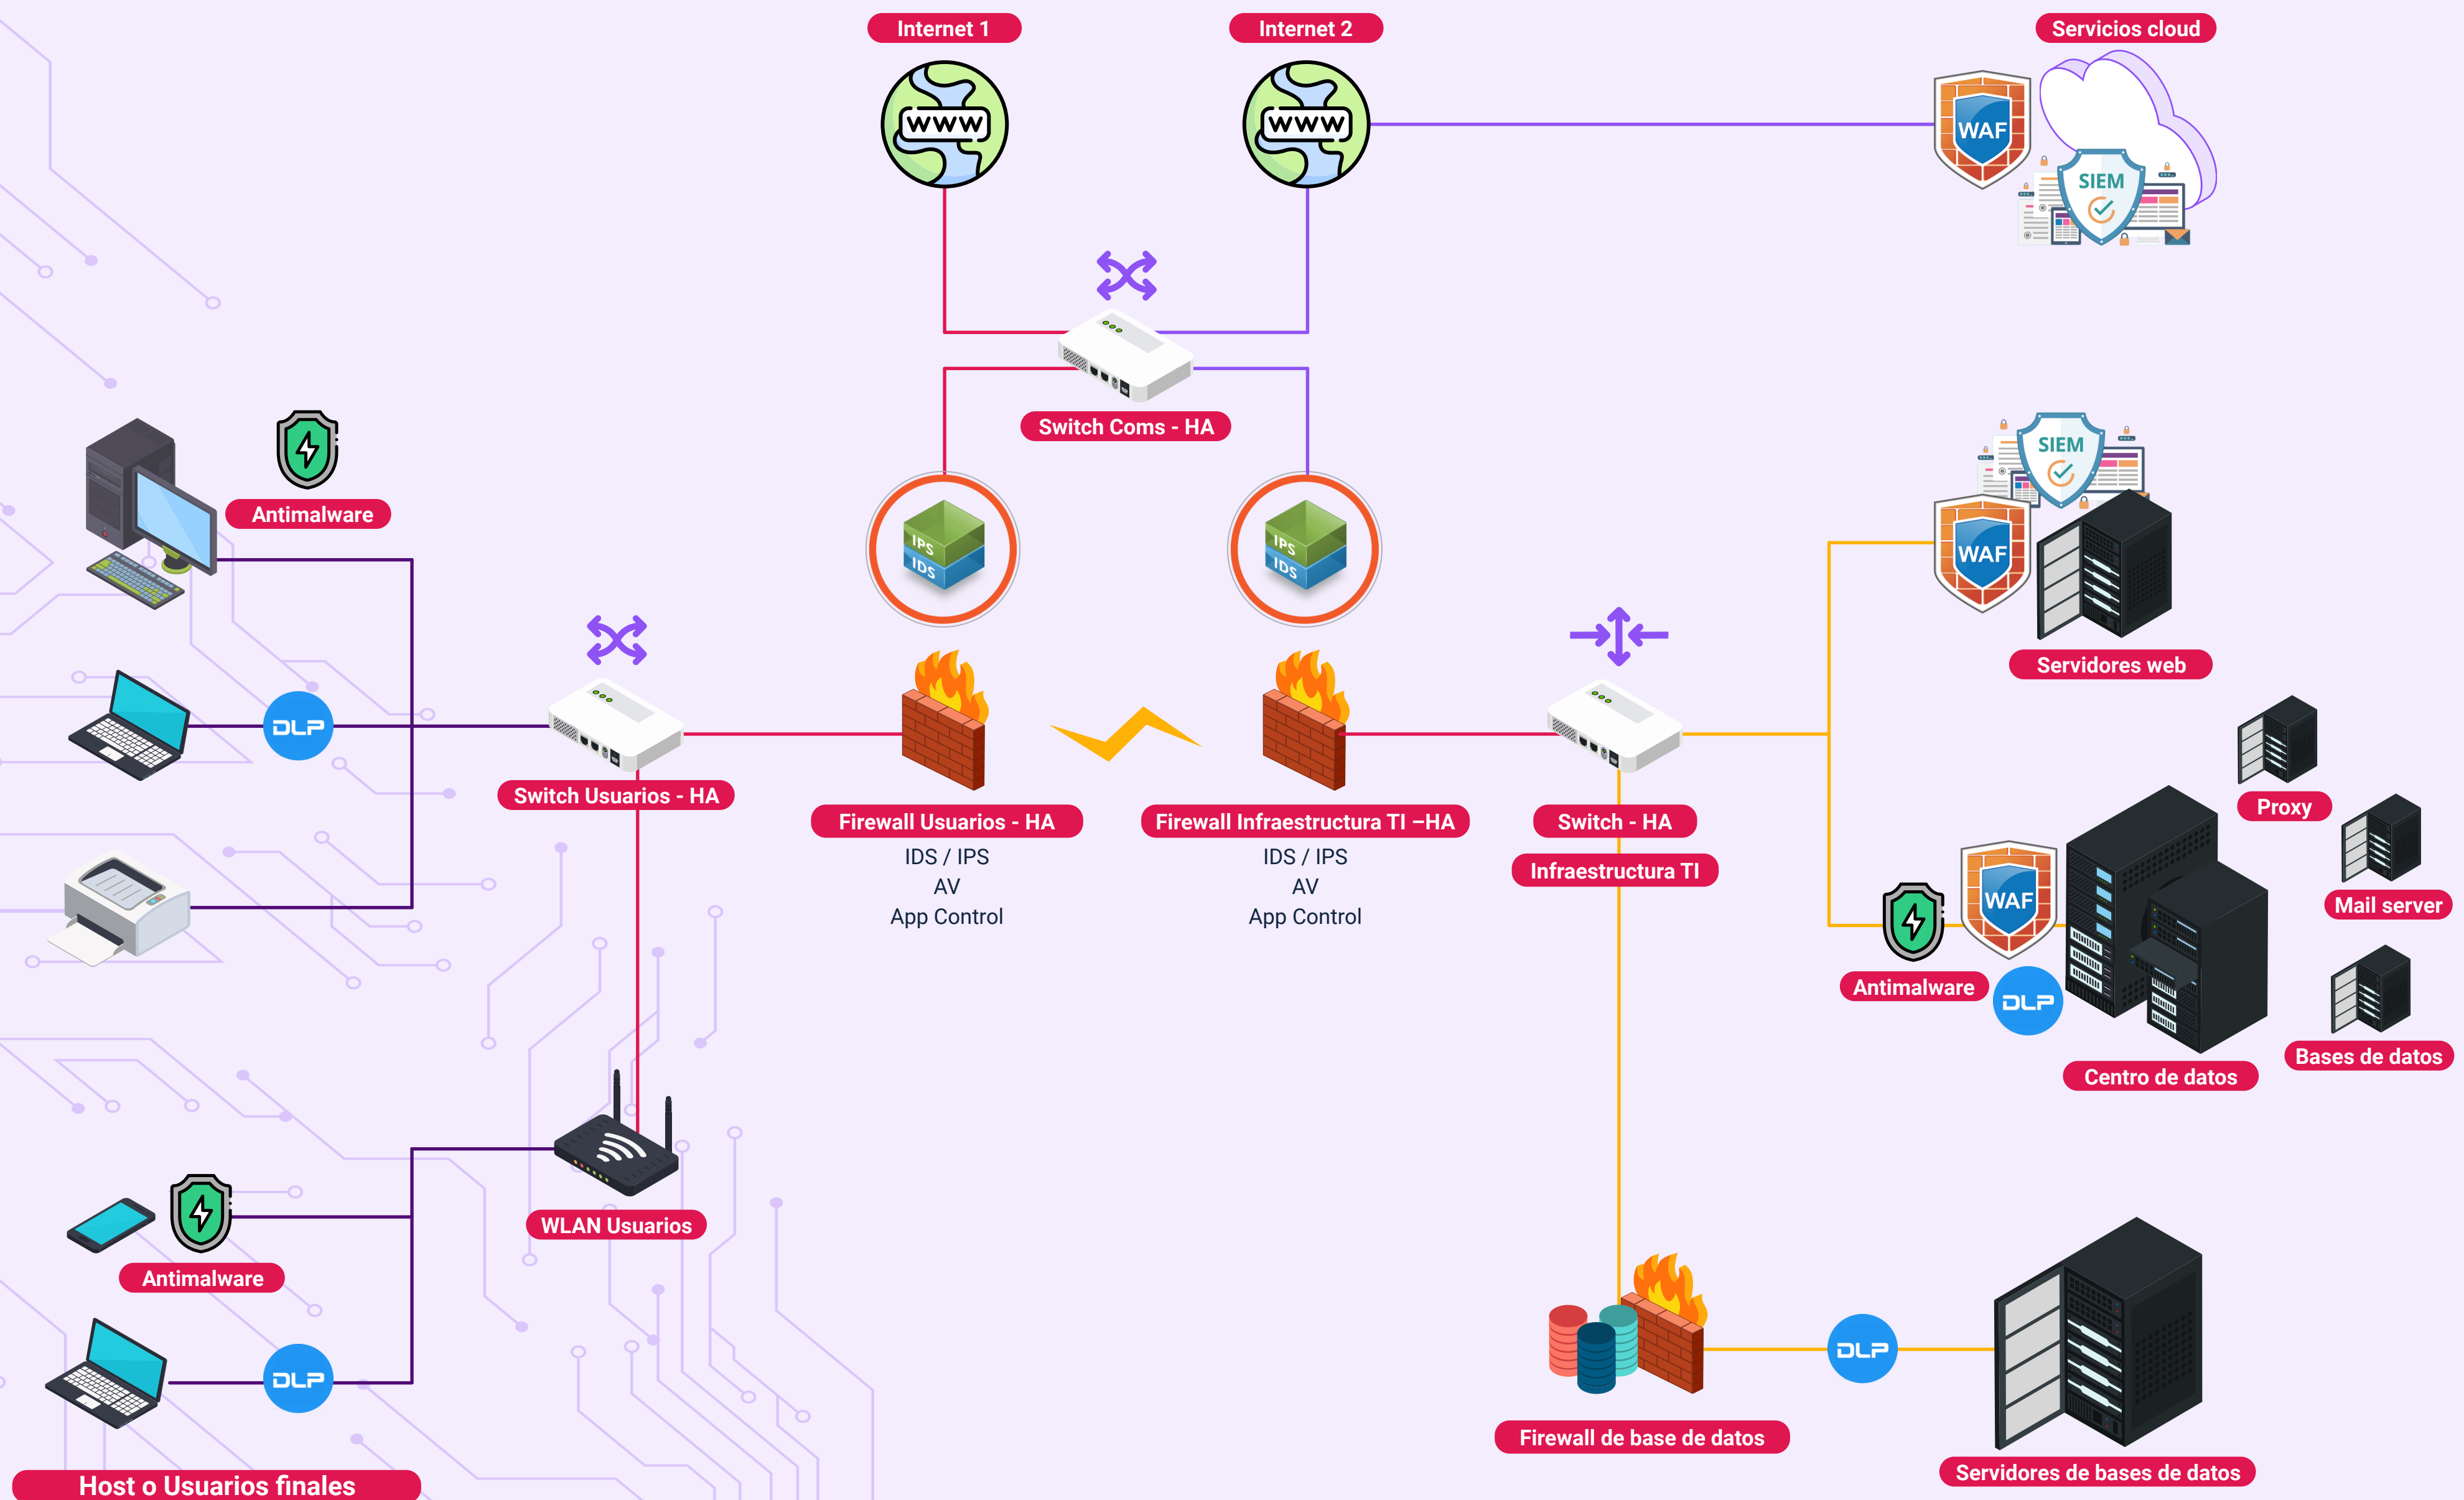 Internet 1
Internet 2
Servicios cloud
WWW
WWW
WAF
SIEM
Switch Coms - HA
Antimalware
IPS
IDS
IPS
IDS
SIEM
WAF
Servidores web
DLP
Switch Usuarios - HA
Firewall Usuarios - HA
IDS / IPS
AV
App Control
Firewall Infraestructura TI –HA
IDS / IPS
AV
App Control
Switch - HA
Infraestructura TI
Proxy
Mail server
WAF
Antimalware
DLP
Bases de datos
Centro de datos
WLAN Usuarios
Antimalware
DLP
DLP
Firewall de base de datos
Servidores de bases de datos
Host o Usuarios finales